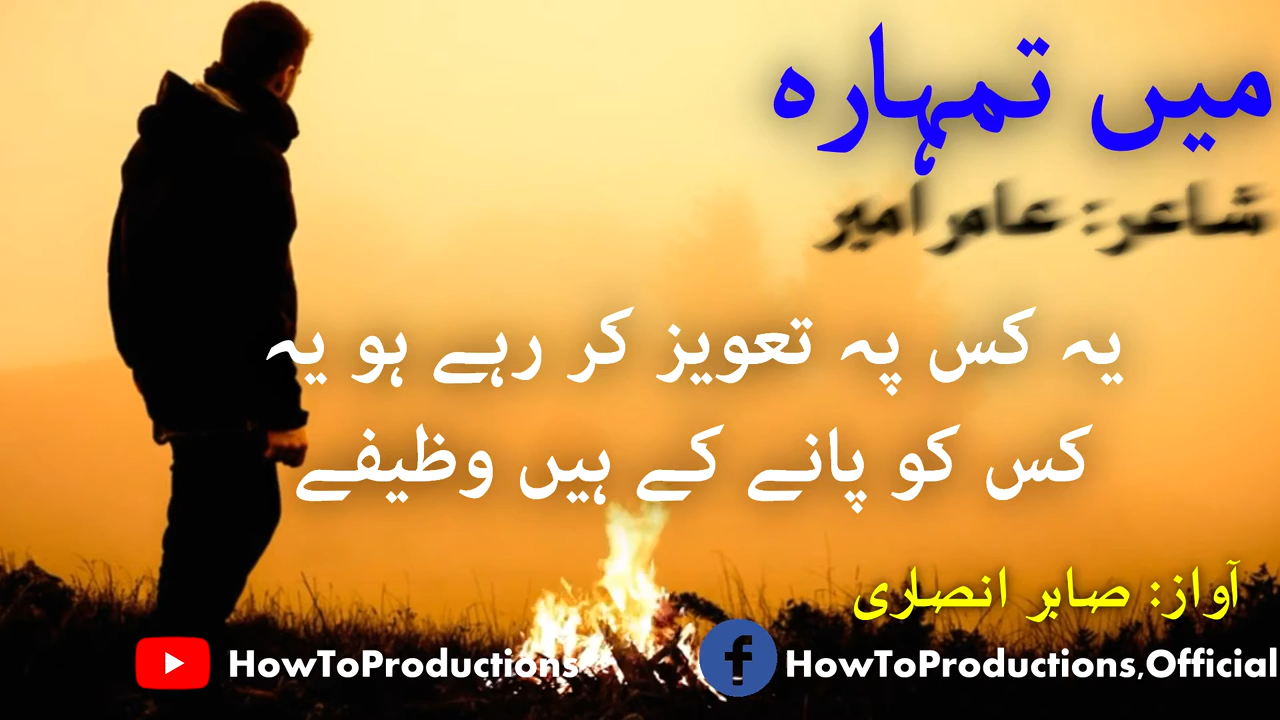 میں تمہارہ
شاعر: عامر امیر
یہ کس پہ تعویز کر رہے ہو یہ
کس کو پانے کے ہیں وظیفے
آواز: صابر انصاری
HowToProductions
HowToProductions,Official